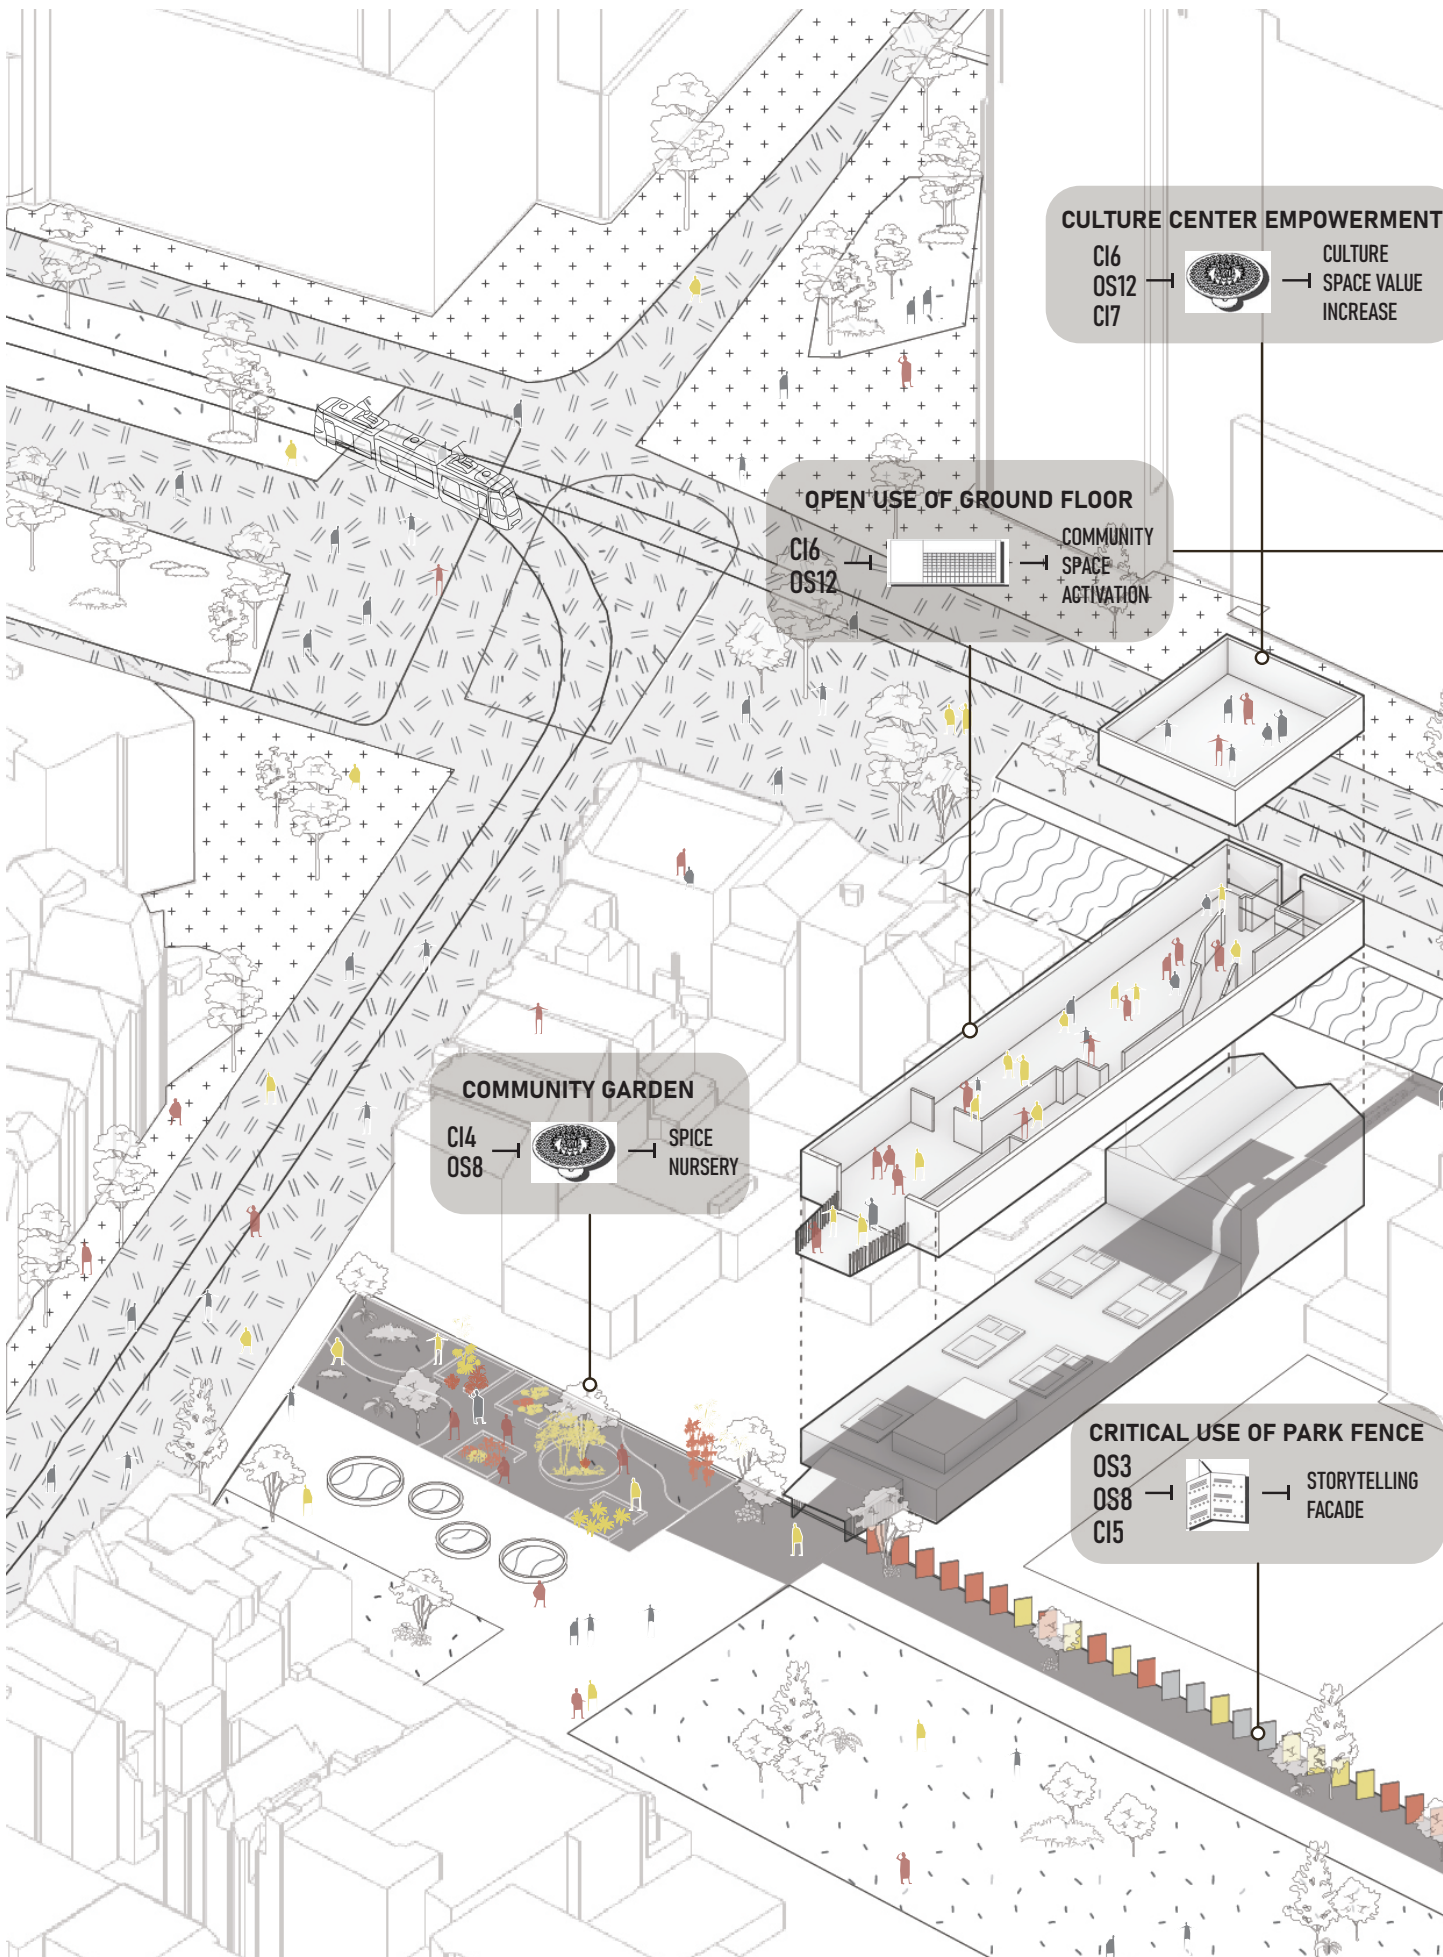 CULTURE CENTER EMPOWERMENT
CI6
OS12
CI7
CULTURE
SPACE VALUE
INCREASE
OPEN USE OF GROUND FLOOR
CI6
OS12
COMMUNITY
SPACE
ACTIVATION
COMMUNITY GARDEN
CI4
OS8
SPICE
NURSERY
CRITICAL USE OF PARK FENCE
OS3
OS8
CI5
STORYTELLING
FACADE